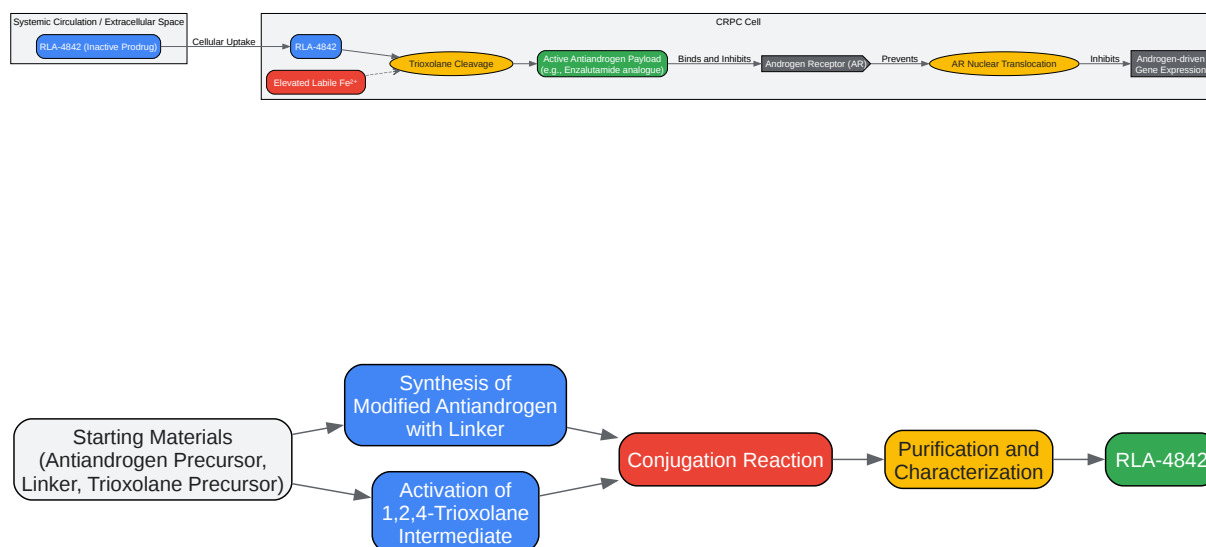 Systemic Circulation / Extracellular Space
RLA-4842 (Inactive Prodrug)
Cellular Uptake
CRPC Cell
RLA-4842
Elevated Labile Fe²⁺
Trioxolane Cleavage
Active Antiandrogen Payload
(e.g., Enzalutamide analogue)
Binds and Inhibits
Androgen Receptor (AR)
Prevents
AR Nuclear Translocation
Inhibits
Androgen-driven
Gene Expression
Starting Materials
(Antiandrogen Precursor,
Linker, Trioxolane Precursor)
Synthesis of
Modified Antiandrogen
with Linker
Activation of
1,2,4-Trioxolane
Intermediate
Conjugation Reaction
Purification and
Characterization
RLA-4842